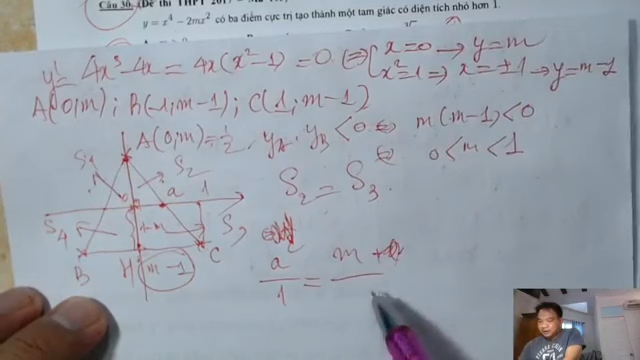 Câu 30. (Đề thi THPT
y = x⁴ − 2mx² có ba điểm cực trị tạo thành một tam giác có diện tích nhỏ hơn 1.
y' = 4x³ − 4x = 4x(x² − 1) = 0 ⇔ { x = 0 → y = m
x² = 1 ⇒ x = ±1 → y = m − 1
A(0; m) ; B(−1; m−1) ; C(1; m−1)
A(0; m) = 1/2 , y_A . y_B < 0 ⇔ m(m−1) < 0
⇔ 0 < m < 1
S₁ S₂ a 1
S₂ = S₃ .
S₄ 1−m S₃
B H m−1 C
a/1 = m +